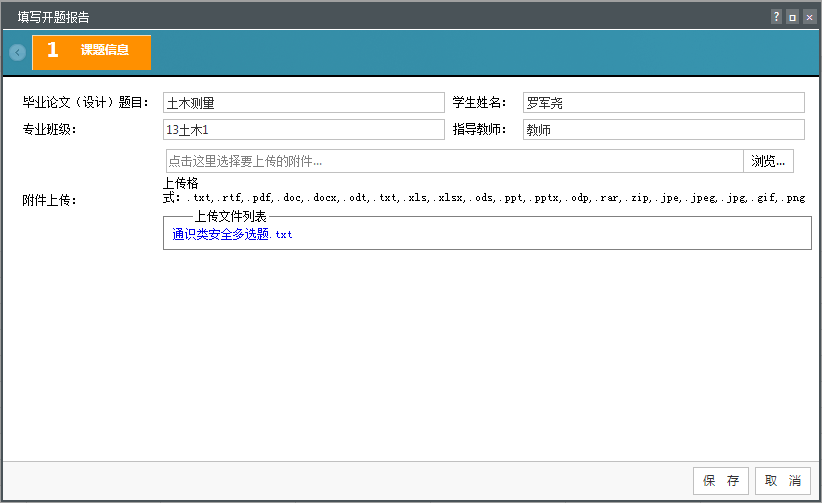 填写开题报告
1 课题信息
毕业论文（设计）题目： 土木测量 学生姓名： 罗军尧
专业班级： 13土木1 指导教师： 教师
点击这里选择要上传的附件... 浏览...
附件上传：
上传格
式：.txt,.rtf,.pdf,.doc,.docx,.odt,.txt,.xls,.xlsx,.ods,.ppt,.pptx,.odp,.rar,.zip,.jpe,.jpeg,.jpg,.gif,.png
上传文件列表
通识类安全多选题.txt
保 存 取 消